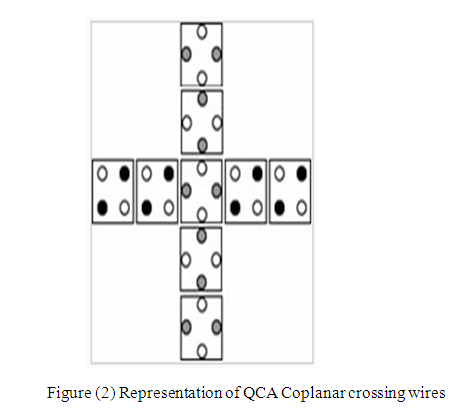 Figure (2) Representation of QCA Coplanar crossing wires